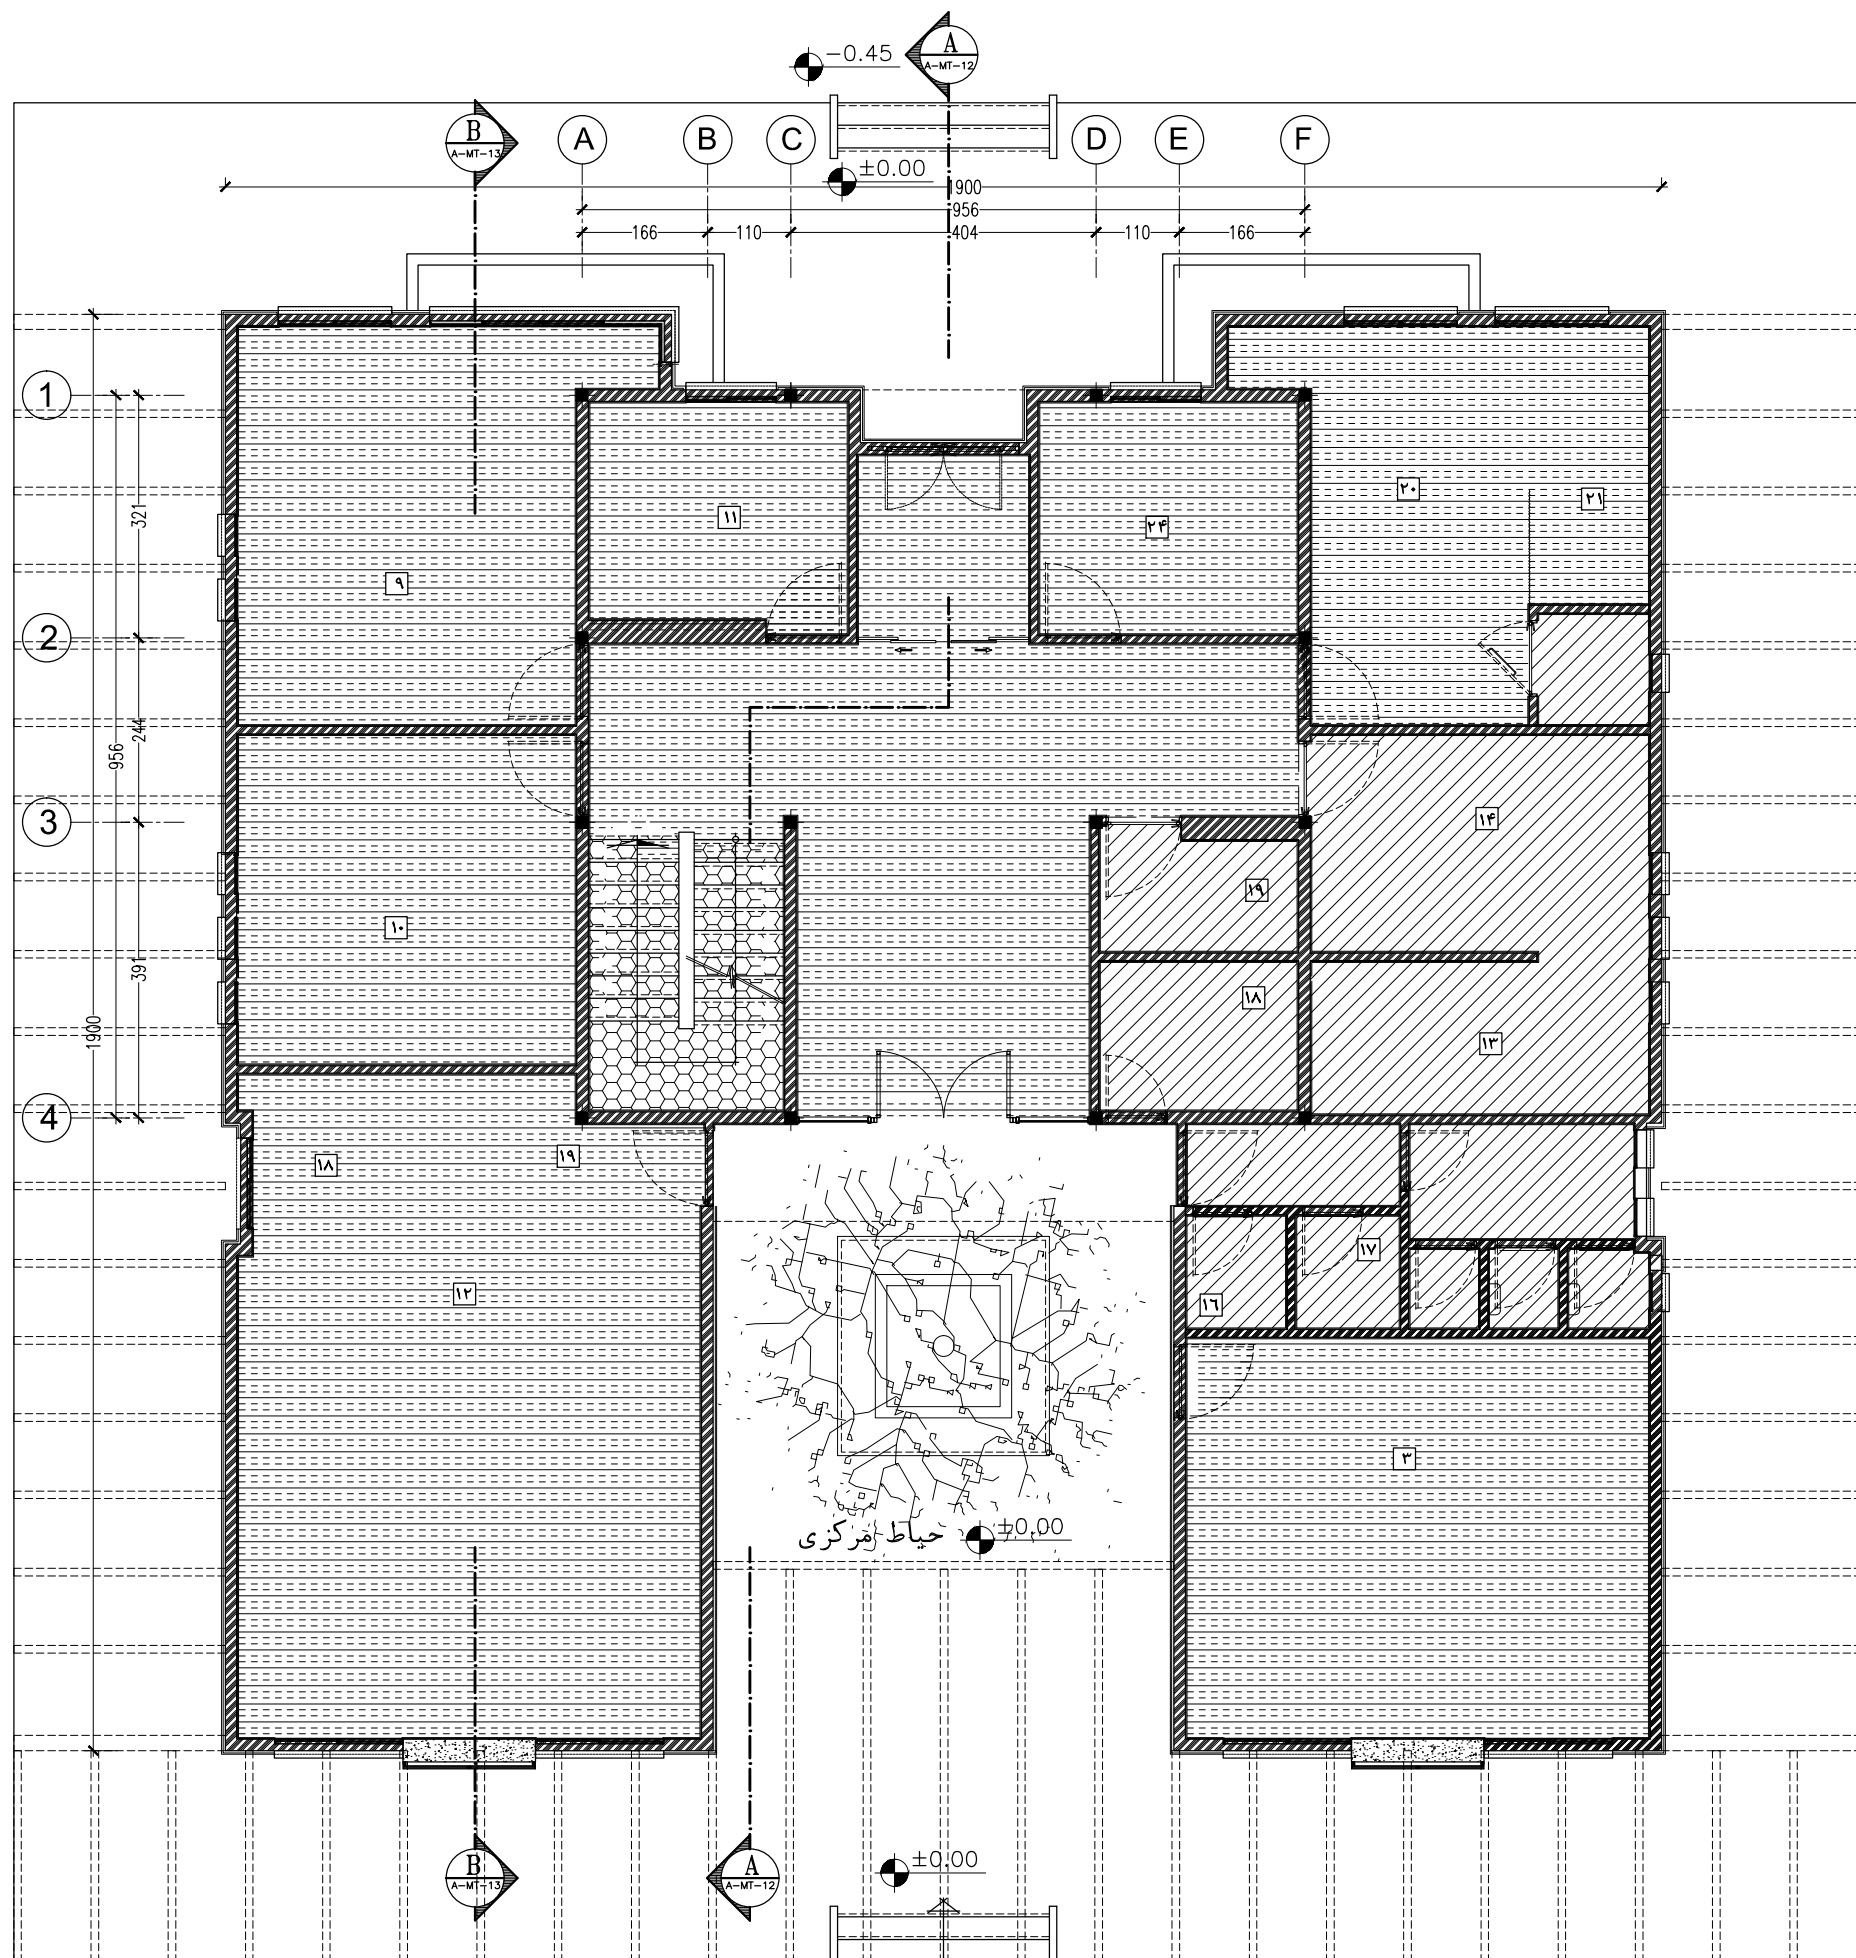 -0.45
A
A-MT-12
B
A-MT-13
A
B
C
D
E
F
±0.00
1900
956
166
110
404
110
166
1
2
3
4
321
244
391
956
1900
۹
۱۱
۲۴
۲۰
۲۱
۱۰
۱۴
۱۹
۱۸
۱۳
۱۸
۱۹
۱۲
۱۷
۱۶
۳
حیاط مرکزی
±0.00
B
A-MT-13
A
A-MT-12
±0.00